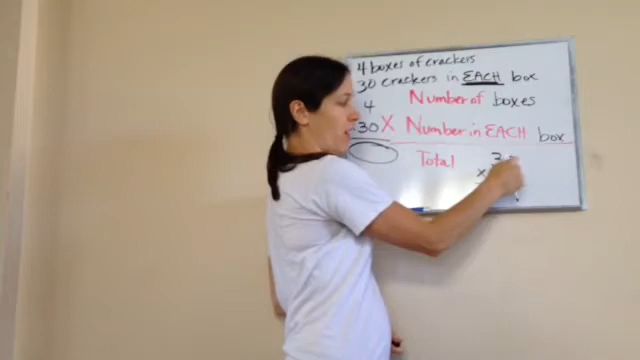 4 boxes of crackers
30 crackers in EACH box
4 Number of boxes
30 X Number in EACH box
Total
3
x